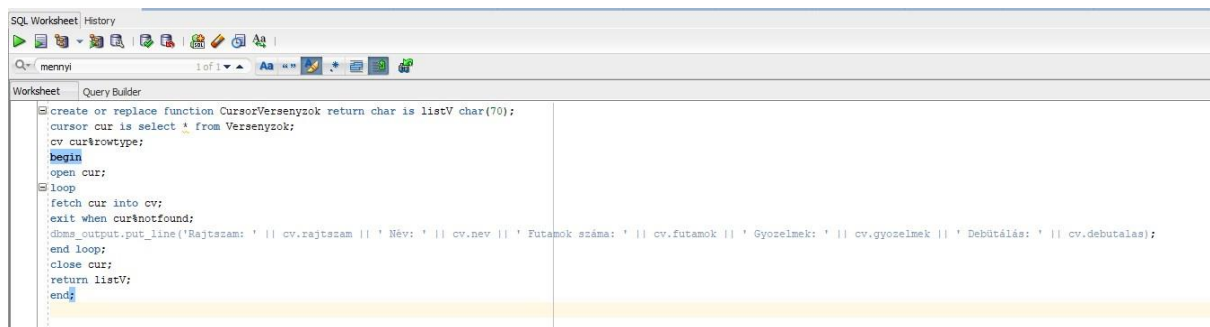 SQL Worksheet History
mennyi 1 of 1 Aa “”
Worksheet Query Builder
create or replace function CursorVersenyzok return char is listV char(70);
cursor cur is select * from Versenyzok;
cv cur%rowtype;
begin
open cur;
loop
fetch cur into cv;
exit when cur%notfound;
dbms_output.put_line('Rajtszam: ' || cv.rajtszam || ' Név: ' || cv.nev || ' Futamok száma: ' || cv.futamok || ' Gyozelmek: ' || cv.gyozelmek || ' Debütálás: ' || cv.debutalas);
end loop;
close cur;
return listV;
end;